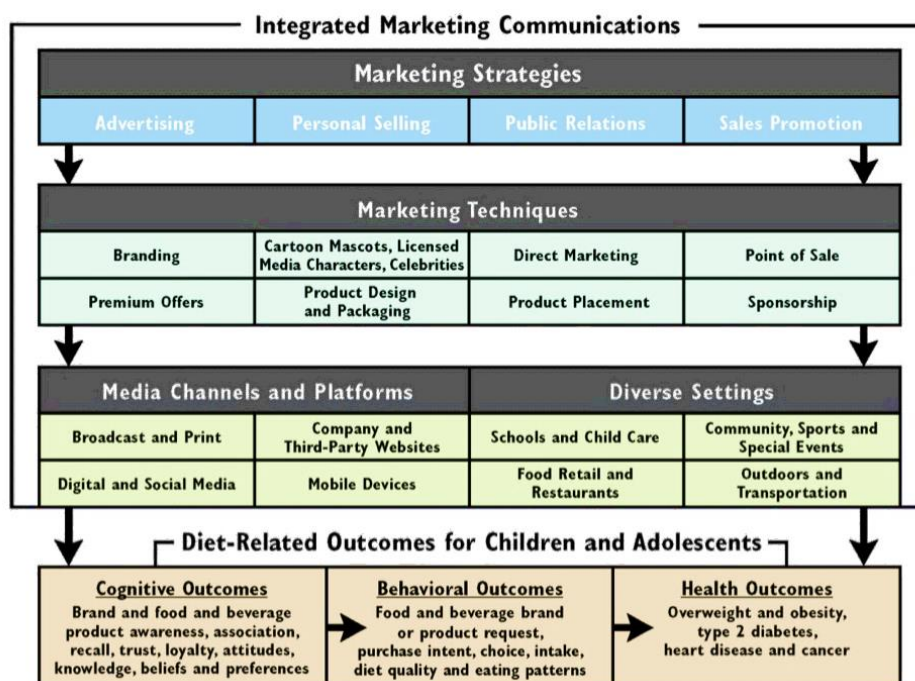 Integrated Marketing Communications
Marketing Strategies
Advertising
Personal Selling
Public Relations
Sales Promotion
Marketing Techniques
Branding
Cartoon Mascots, Licensed
Media Characters, Celebrities
Direct Marketing
Point of Sale
Premium Offers
Product Design
and Packaging
Product Placement
Sponsorship
Media Channels and Platforms
Diverse Settings
Broadcast and Print
Company and
Third-Party Websites
Schools and Child Care
Community, Sports and
Special Events
Digital and Social Media
Mobile Devices
Food Retail and
Restaurants
Outdoors and
Transportation
Diet-Related Outcomes for Children and Adolescents
Cognitive Outcomes
Brand and food and beverage
product awareness, association,
recall, trust, loyalty, attitudes,
knowledge, beliefs and preferences
Behavioral Outcomes
Food and beverage brand
or product request,
purchase intent, choice, intake,
diet quality and eating patterns
Health Outcomes
Overweight and obesity,
type 2 diabetes,
heart disease and cancer